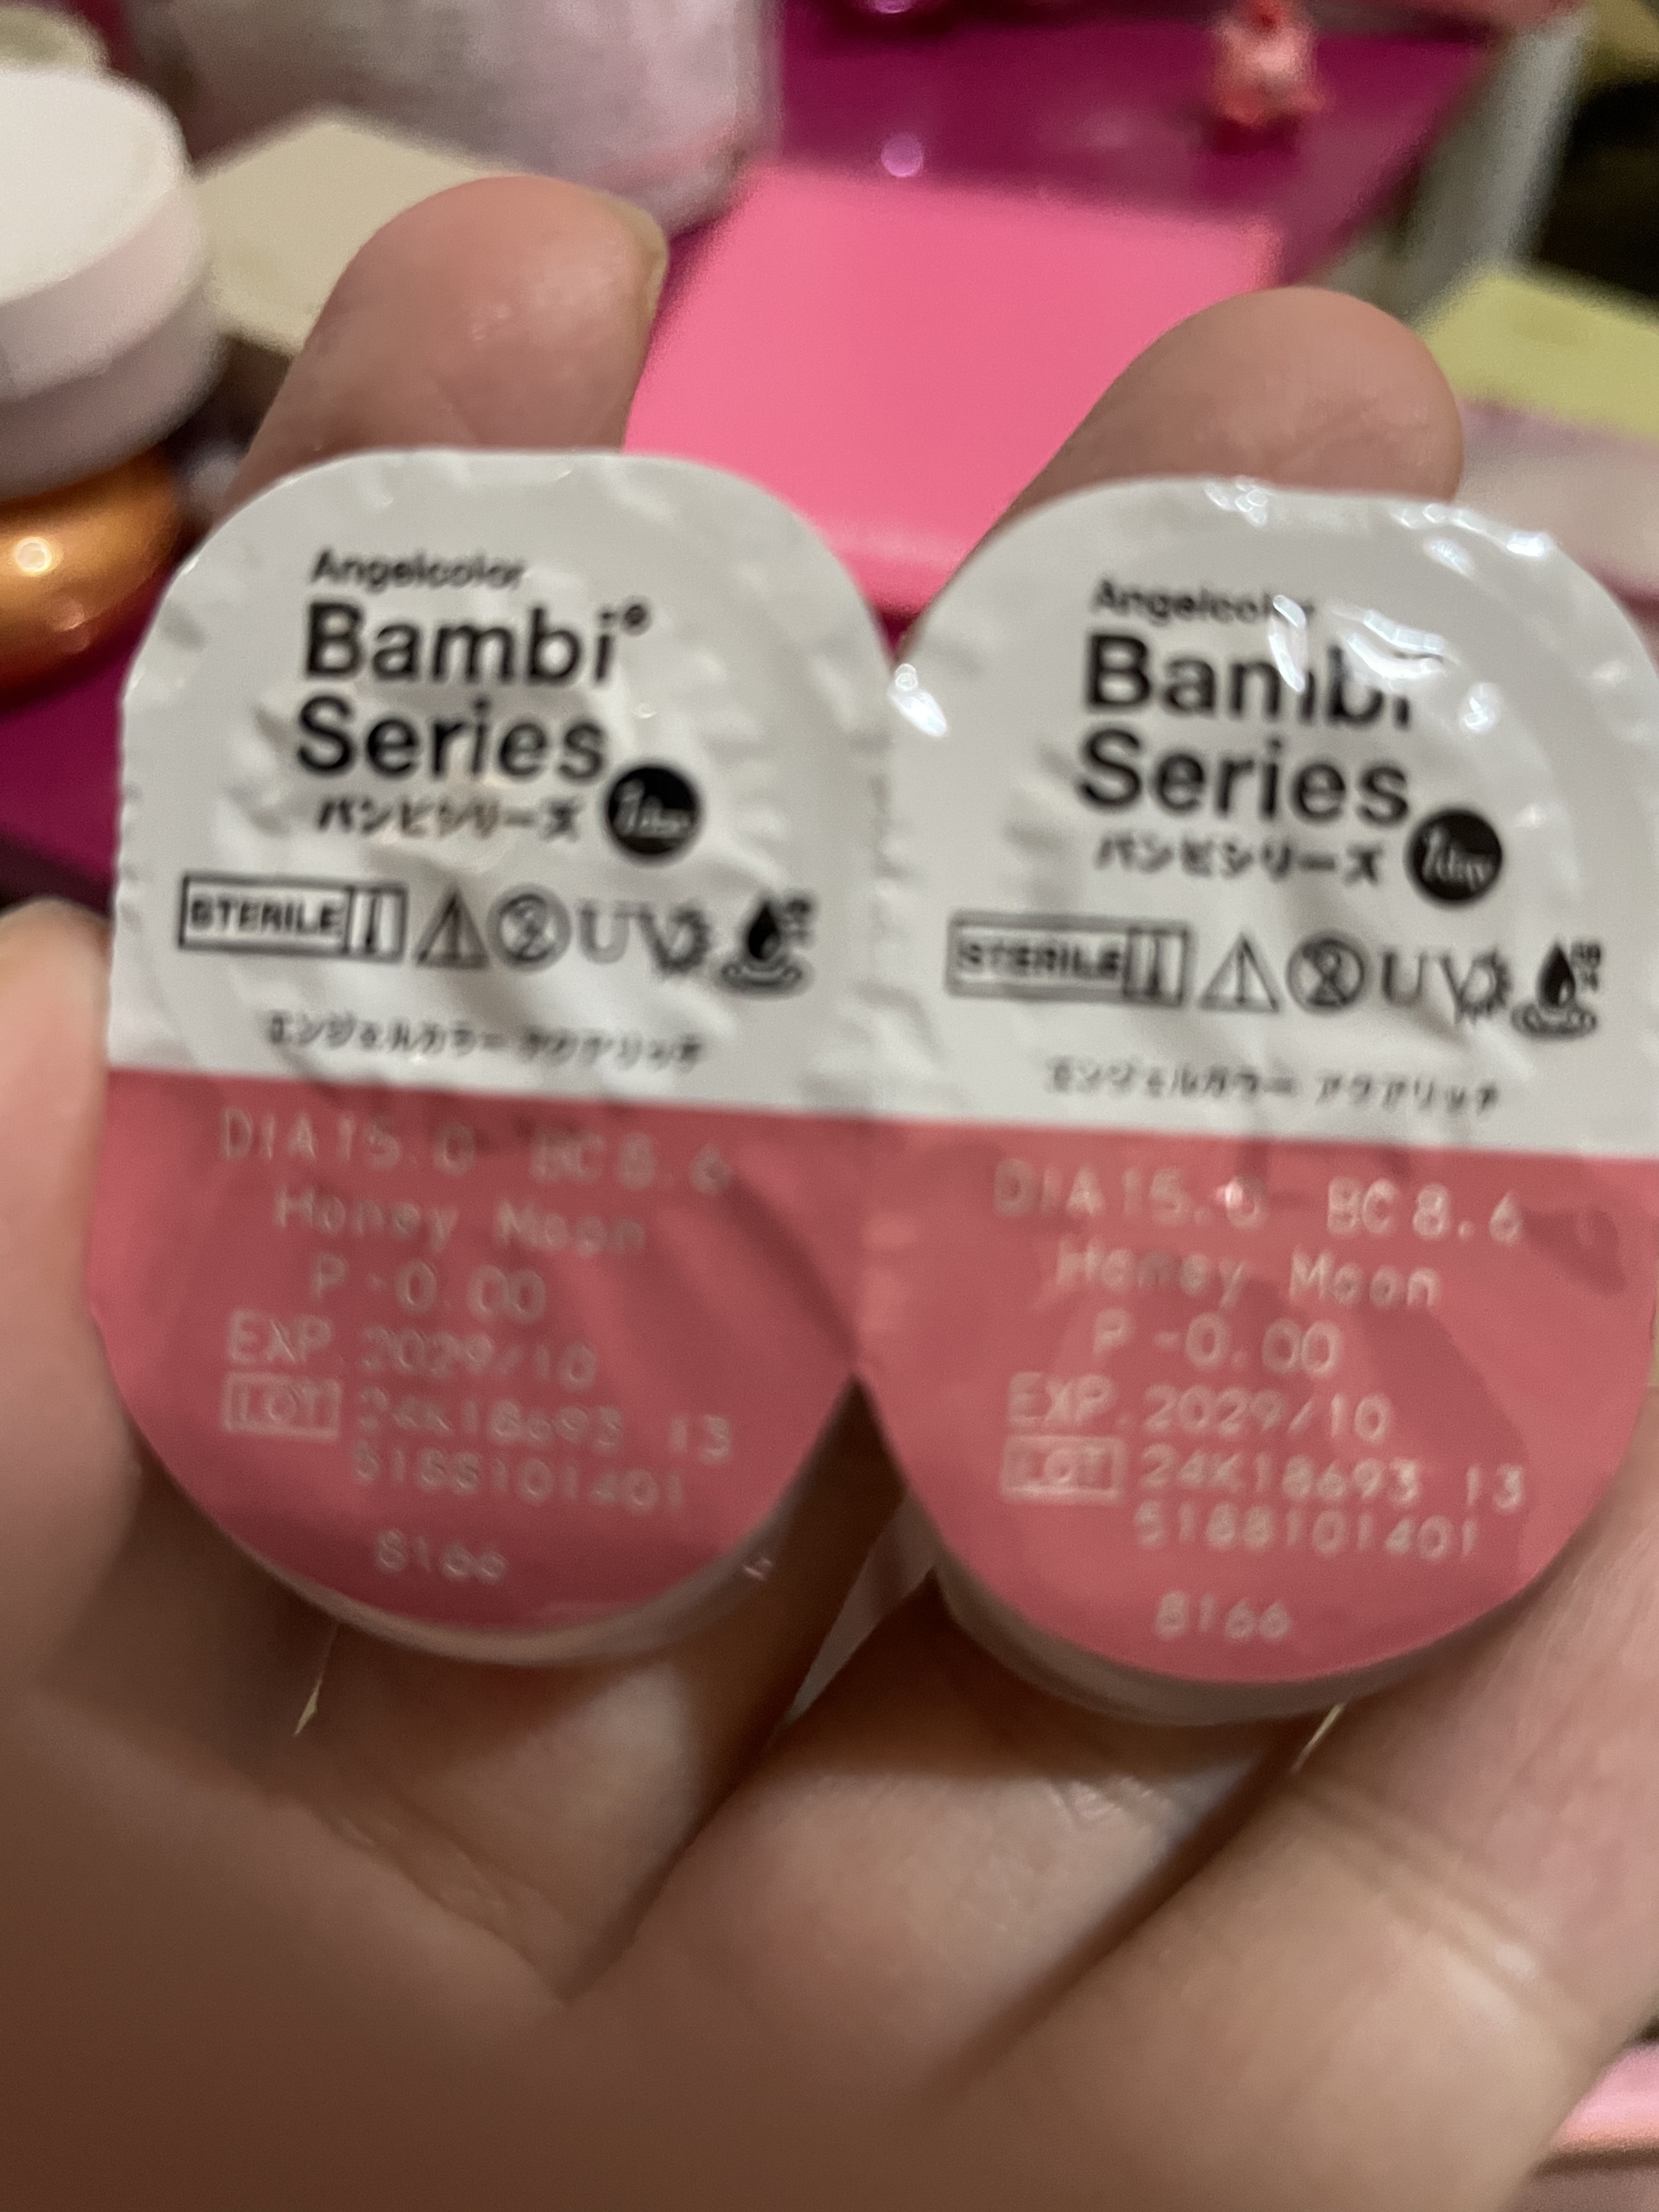 Angelcolor
Bambi®
Series
バンビシリーズ 1day
STERILE UV
エンジェルカラー アクアリッチ
DIA15.0 BC8.6
Honey Moon
P -0.00
EXP. 2029/10
LOT 24K18693 13
5188101401
8166
Angelcolor
Bambi
Series
バンビシリーズ 1day
STERILE UV
エンジェルカラー アクアリッチ
DIA15.0 BC8.6
Honey Moon
P -0.00
EXP. 2029/10
LOT 24K18693 13
5188101401
8166